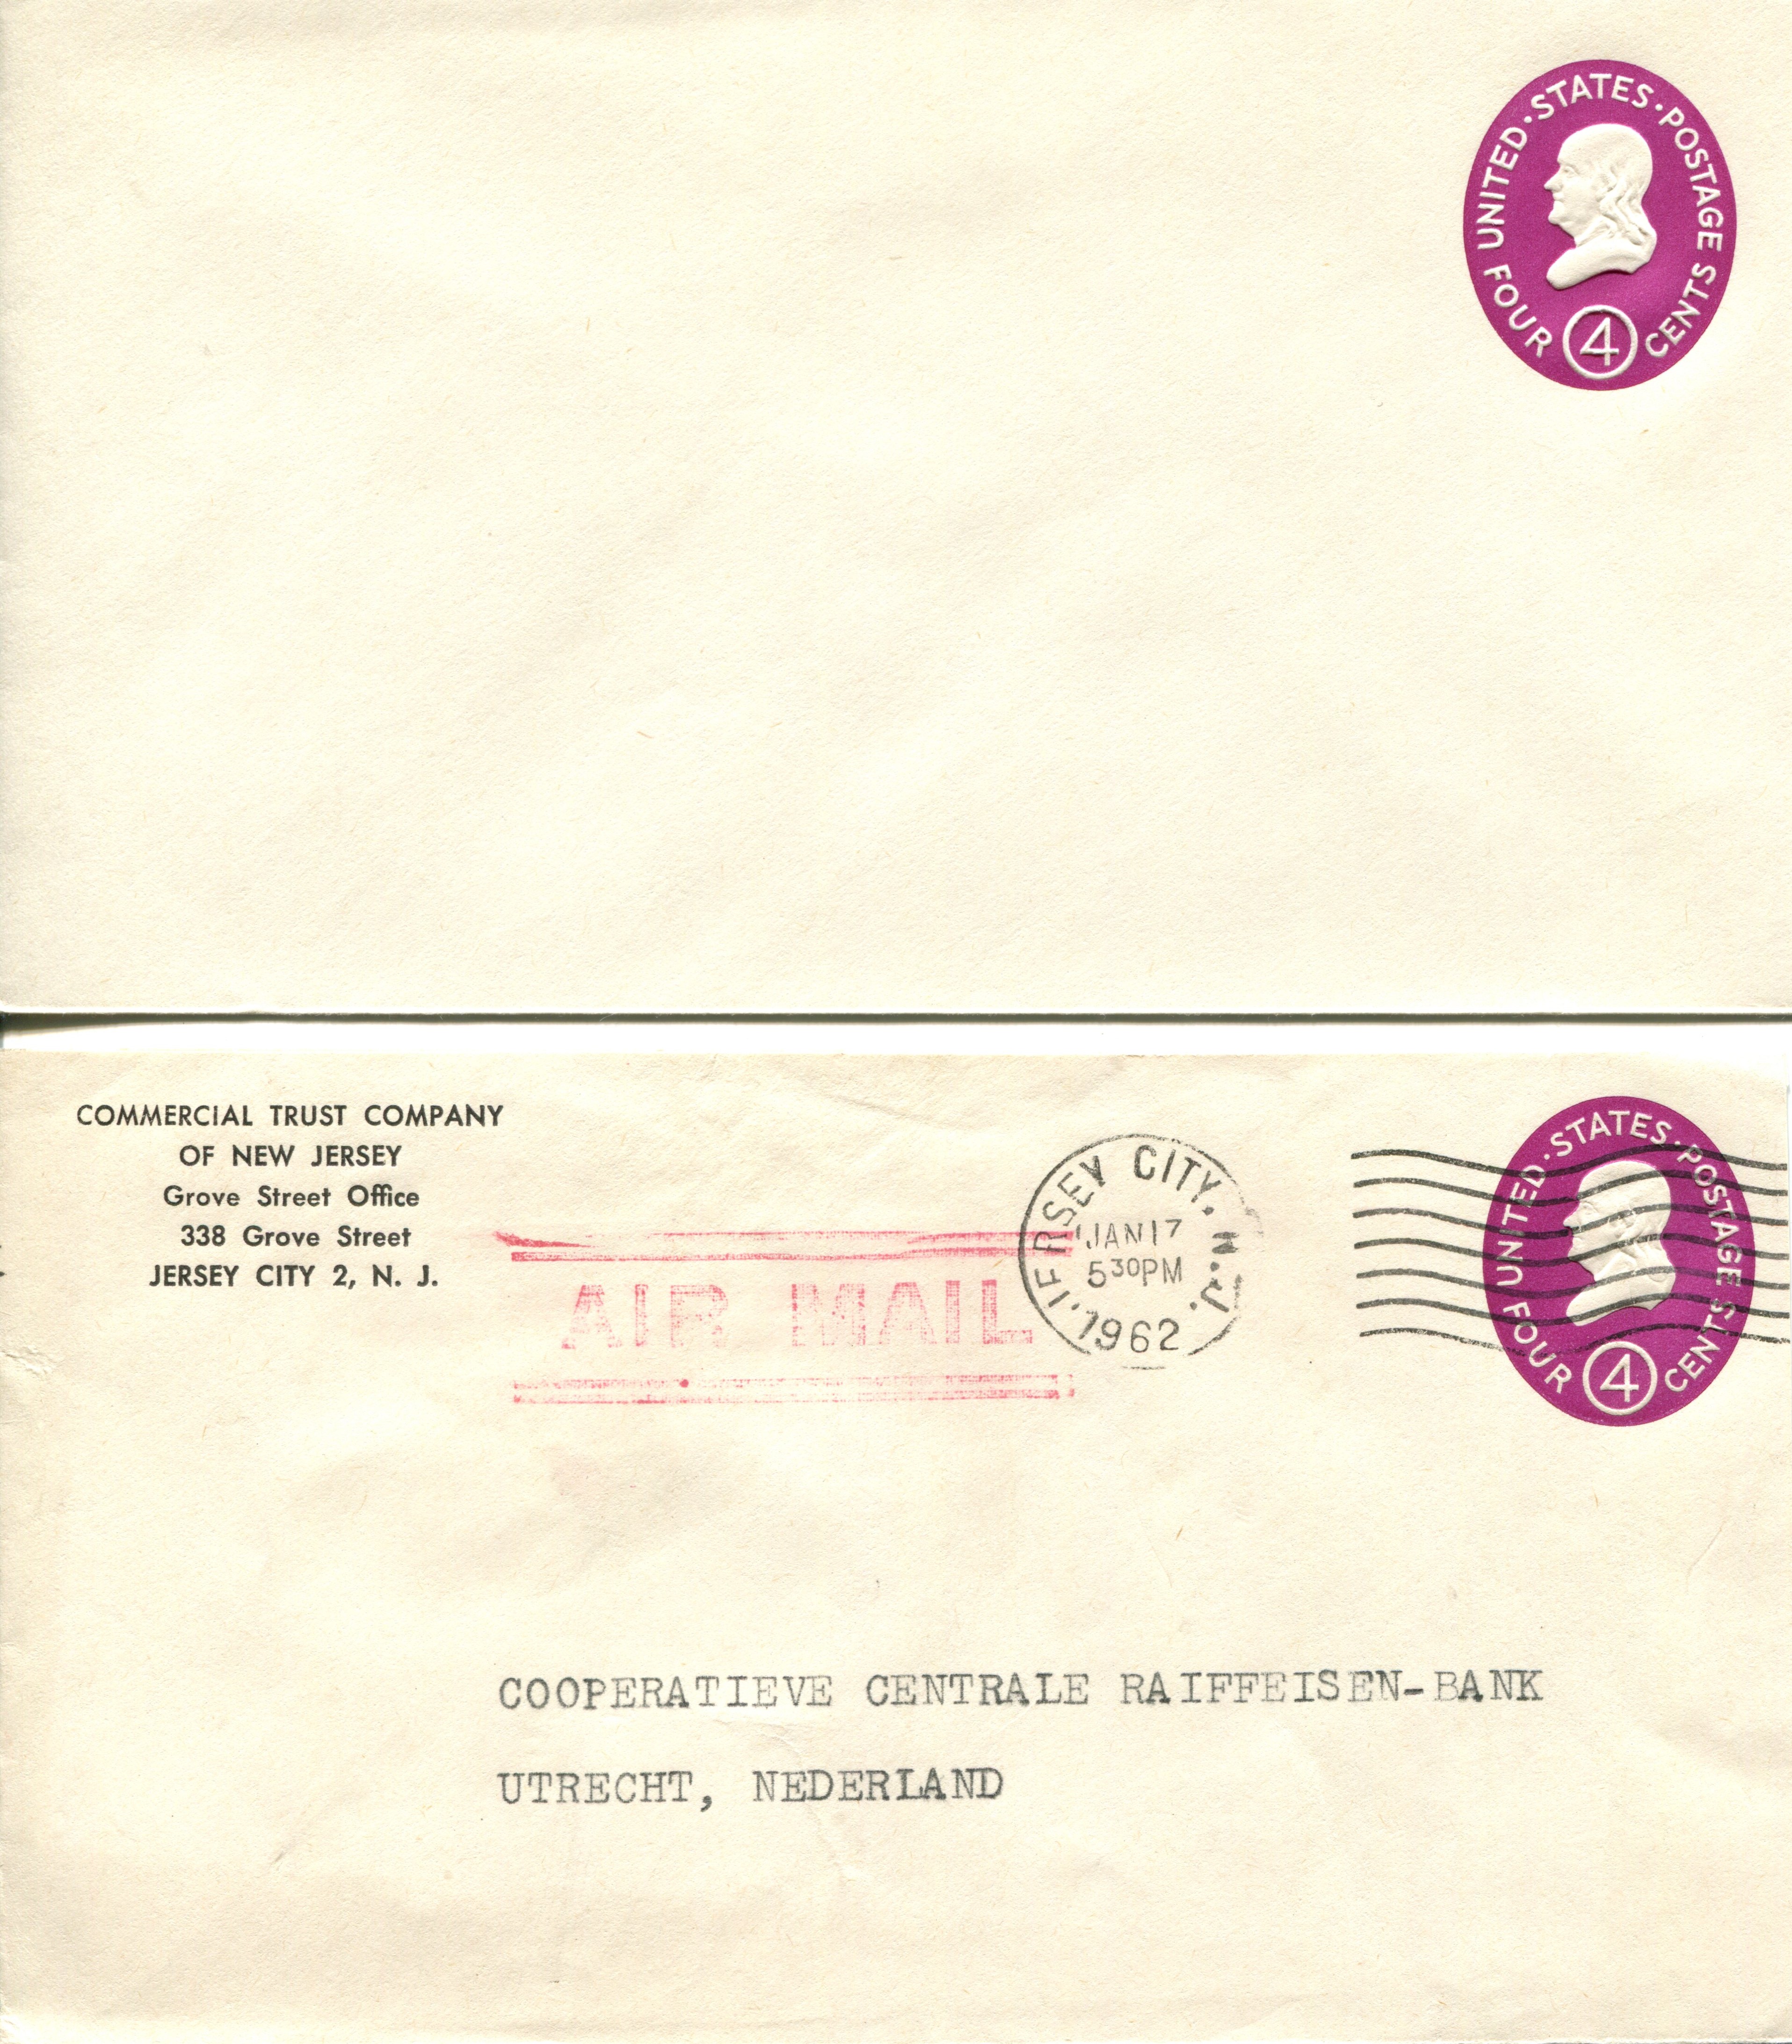 UNITED · STATES · POSTAGE
FOUR 4 CENTS
COMMERCIAL TRUST COMPANY
OF NEW JERSEY
Grove Street Office
338 Grove Street
JERSEY CITY 2, N. J.
AIR MAIL
JERSEY CITY, N.J.
JAN 17
5 30PM
1962
UNITED · STATES · POSTAGE
FOUR 4 CENTS
COOPERATIEVE CENTRALE RAIFFEISEN-BANK
UTRECHT, NEDERLAND